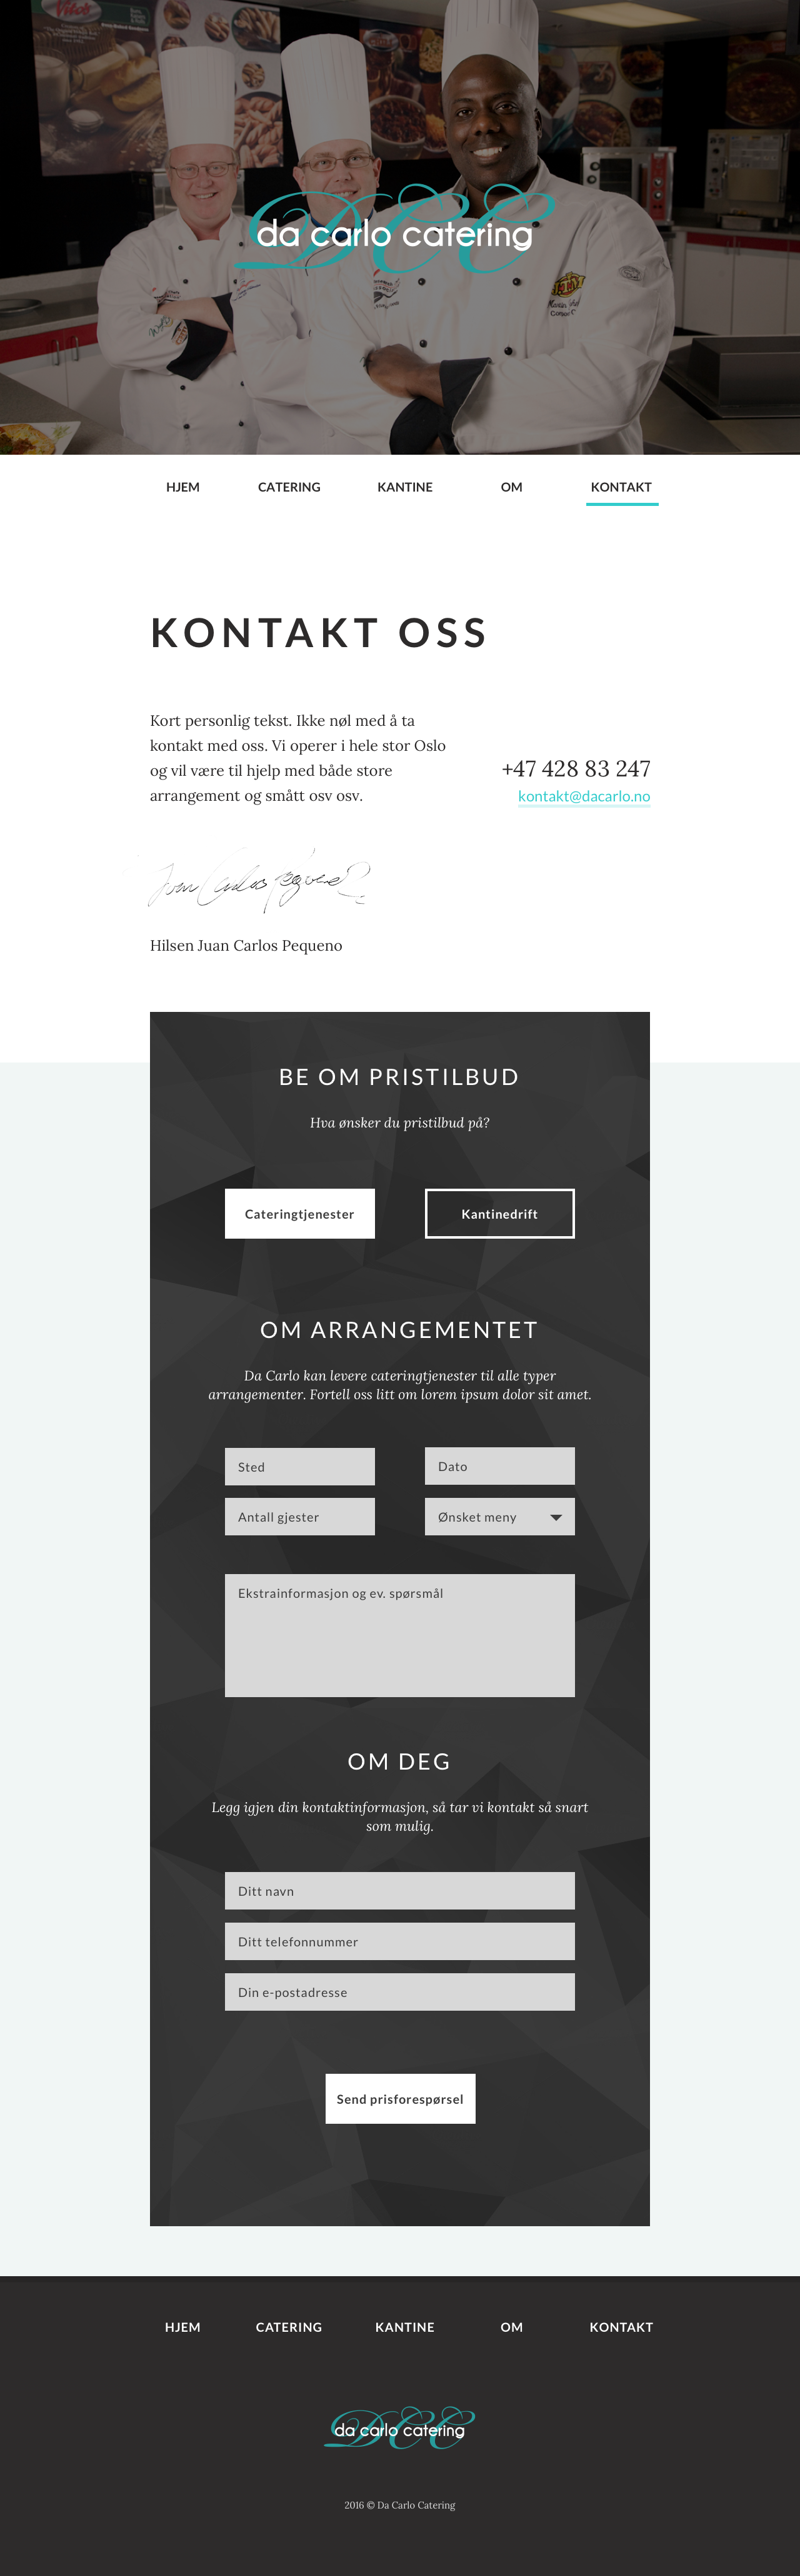 Vito's
DCC
da carlo catering
HJEM CATERING KANTINE OM KONTAKT
KONTAKT OSS
Kort personlig tekst. Ikke nøl med å ta
kontakt med oss. Vi operer i hele stor Oslo
og vil være til hjelp med både store
arrangement og smått osv osv.
+47 428 83 247
kontakt@dacarlo.no
Juan Carlos Pequeno
Hilsen Juan Carlos Pequeno
BE OM PRISTILBUD
Hva ønsker du pristilbud på?
Cateringtjenester Kantinedrift
OM ARRANGEMENTET
Da Carlo kan levere cateringtjenester til alle typer
arrangementer. Fortell oss litt om lorem ipsum dolor sit amet.
Sted Dato
Antall gjester Ønsket meny
Ekstrainformasjon og ev. spørsmål
OM DEG
Legg igjen din kontaktinformasjon, så tar vi kontakt så snart
som mulig.
Ditt navn
Ditt telefonnummer
Din e-postadresse
Send prisforespørsel
HJEM CATERING KANTINE OM KONTAKT
DCC
da carlo catering
2016 © Da Carlo Catering